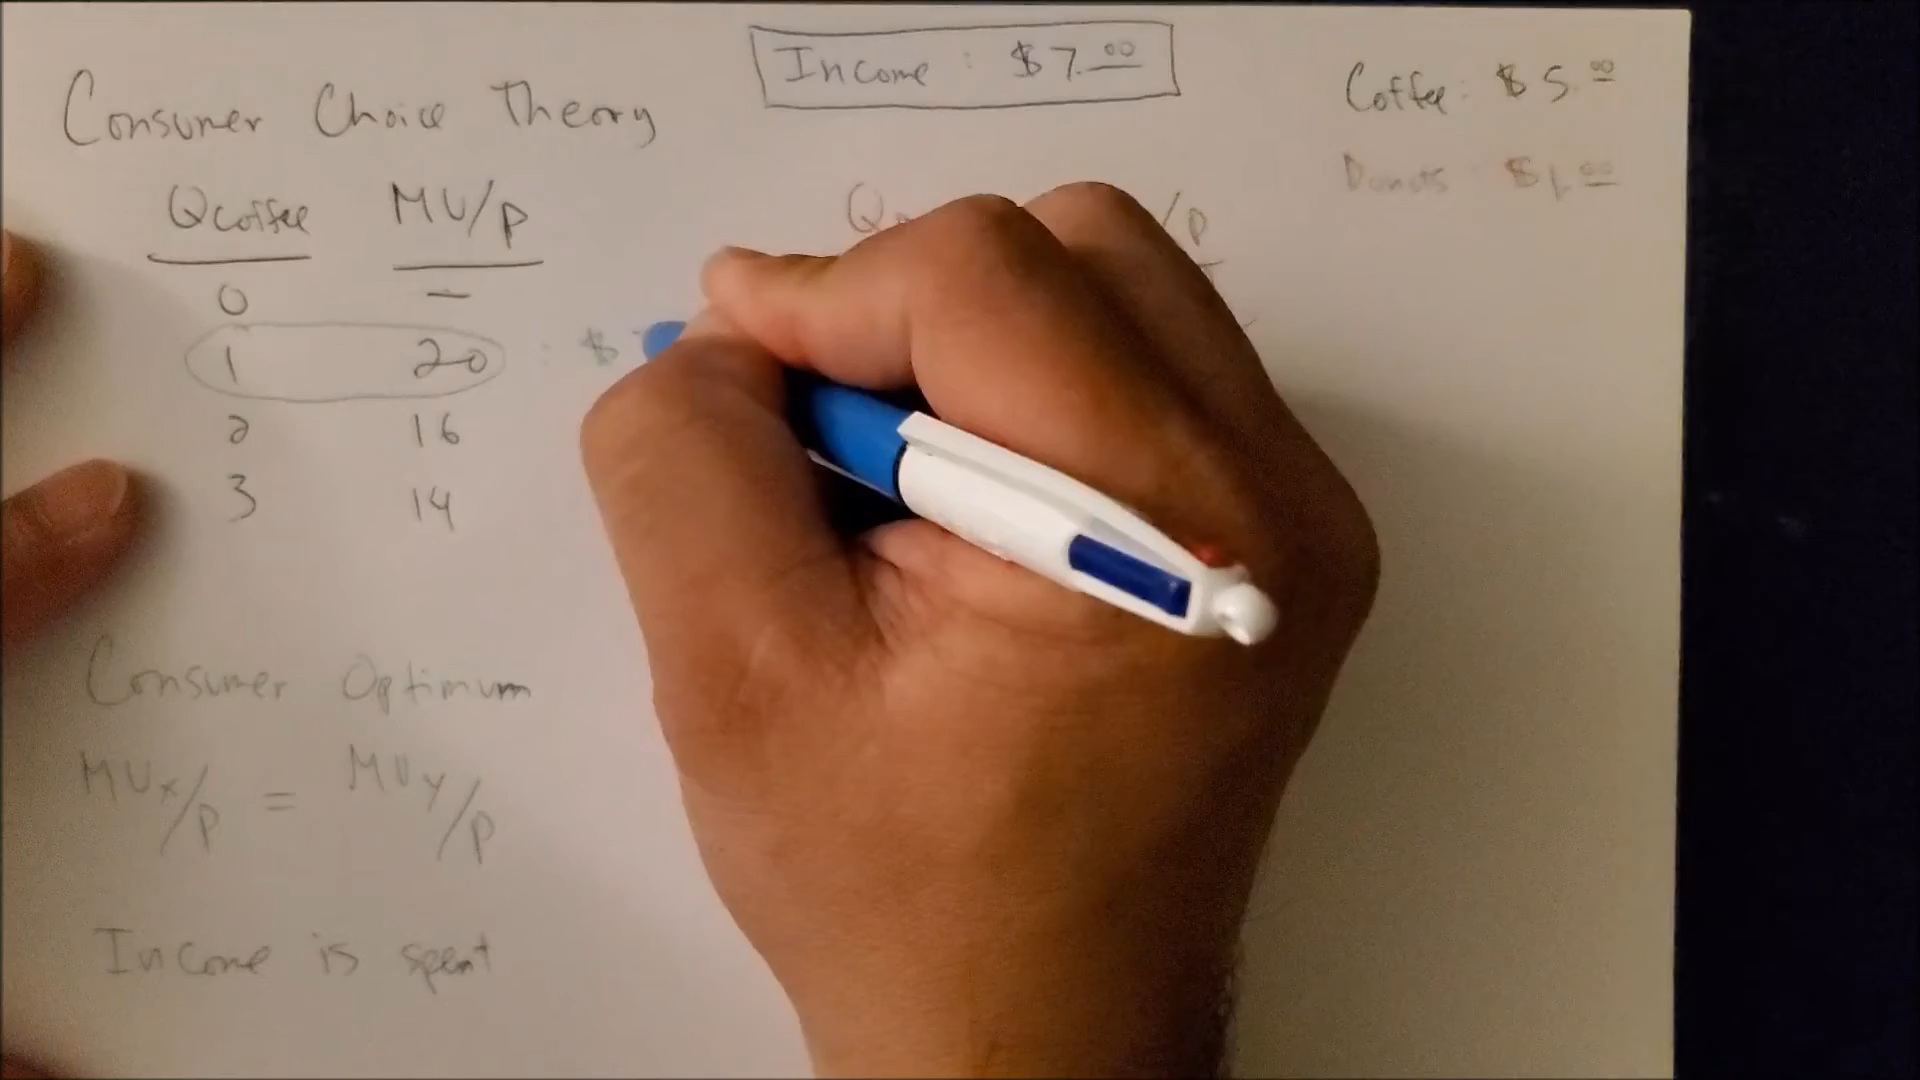 Income : $7.00
Coffee: $5.00
Consumer Choice Theory
Donuts : $1.00
Qcoffee MU/P
0 —
1 20 : $
2 16
3 14
Q /P
Consumer Optimum
MUx/P = MUy/P
Income is spent